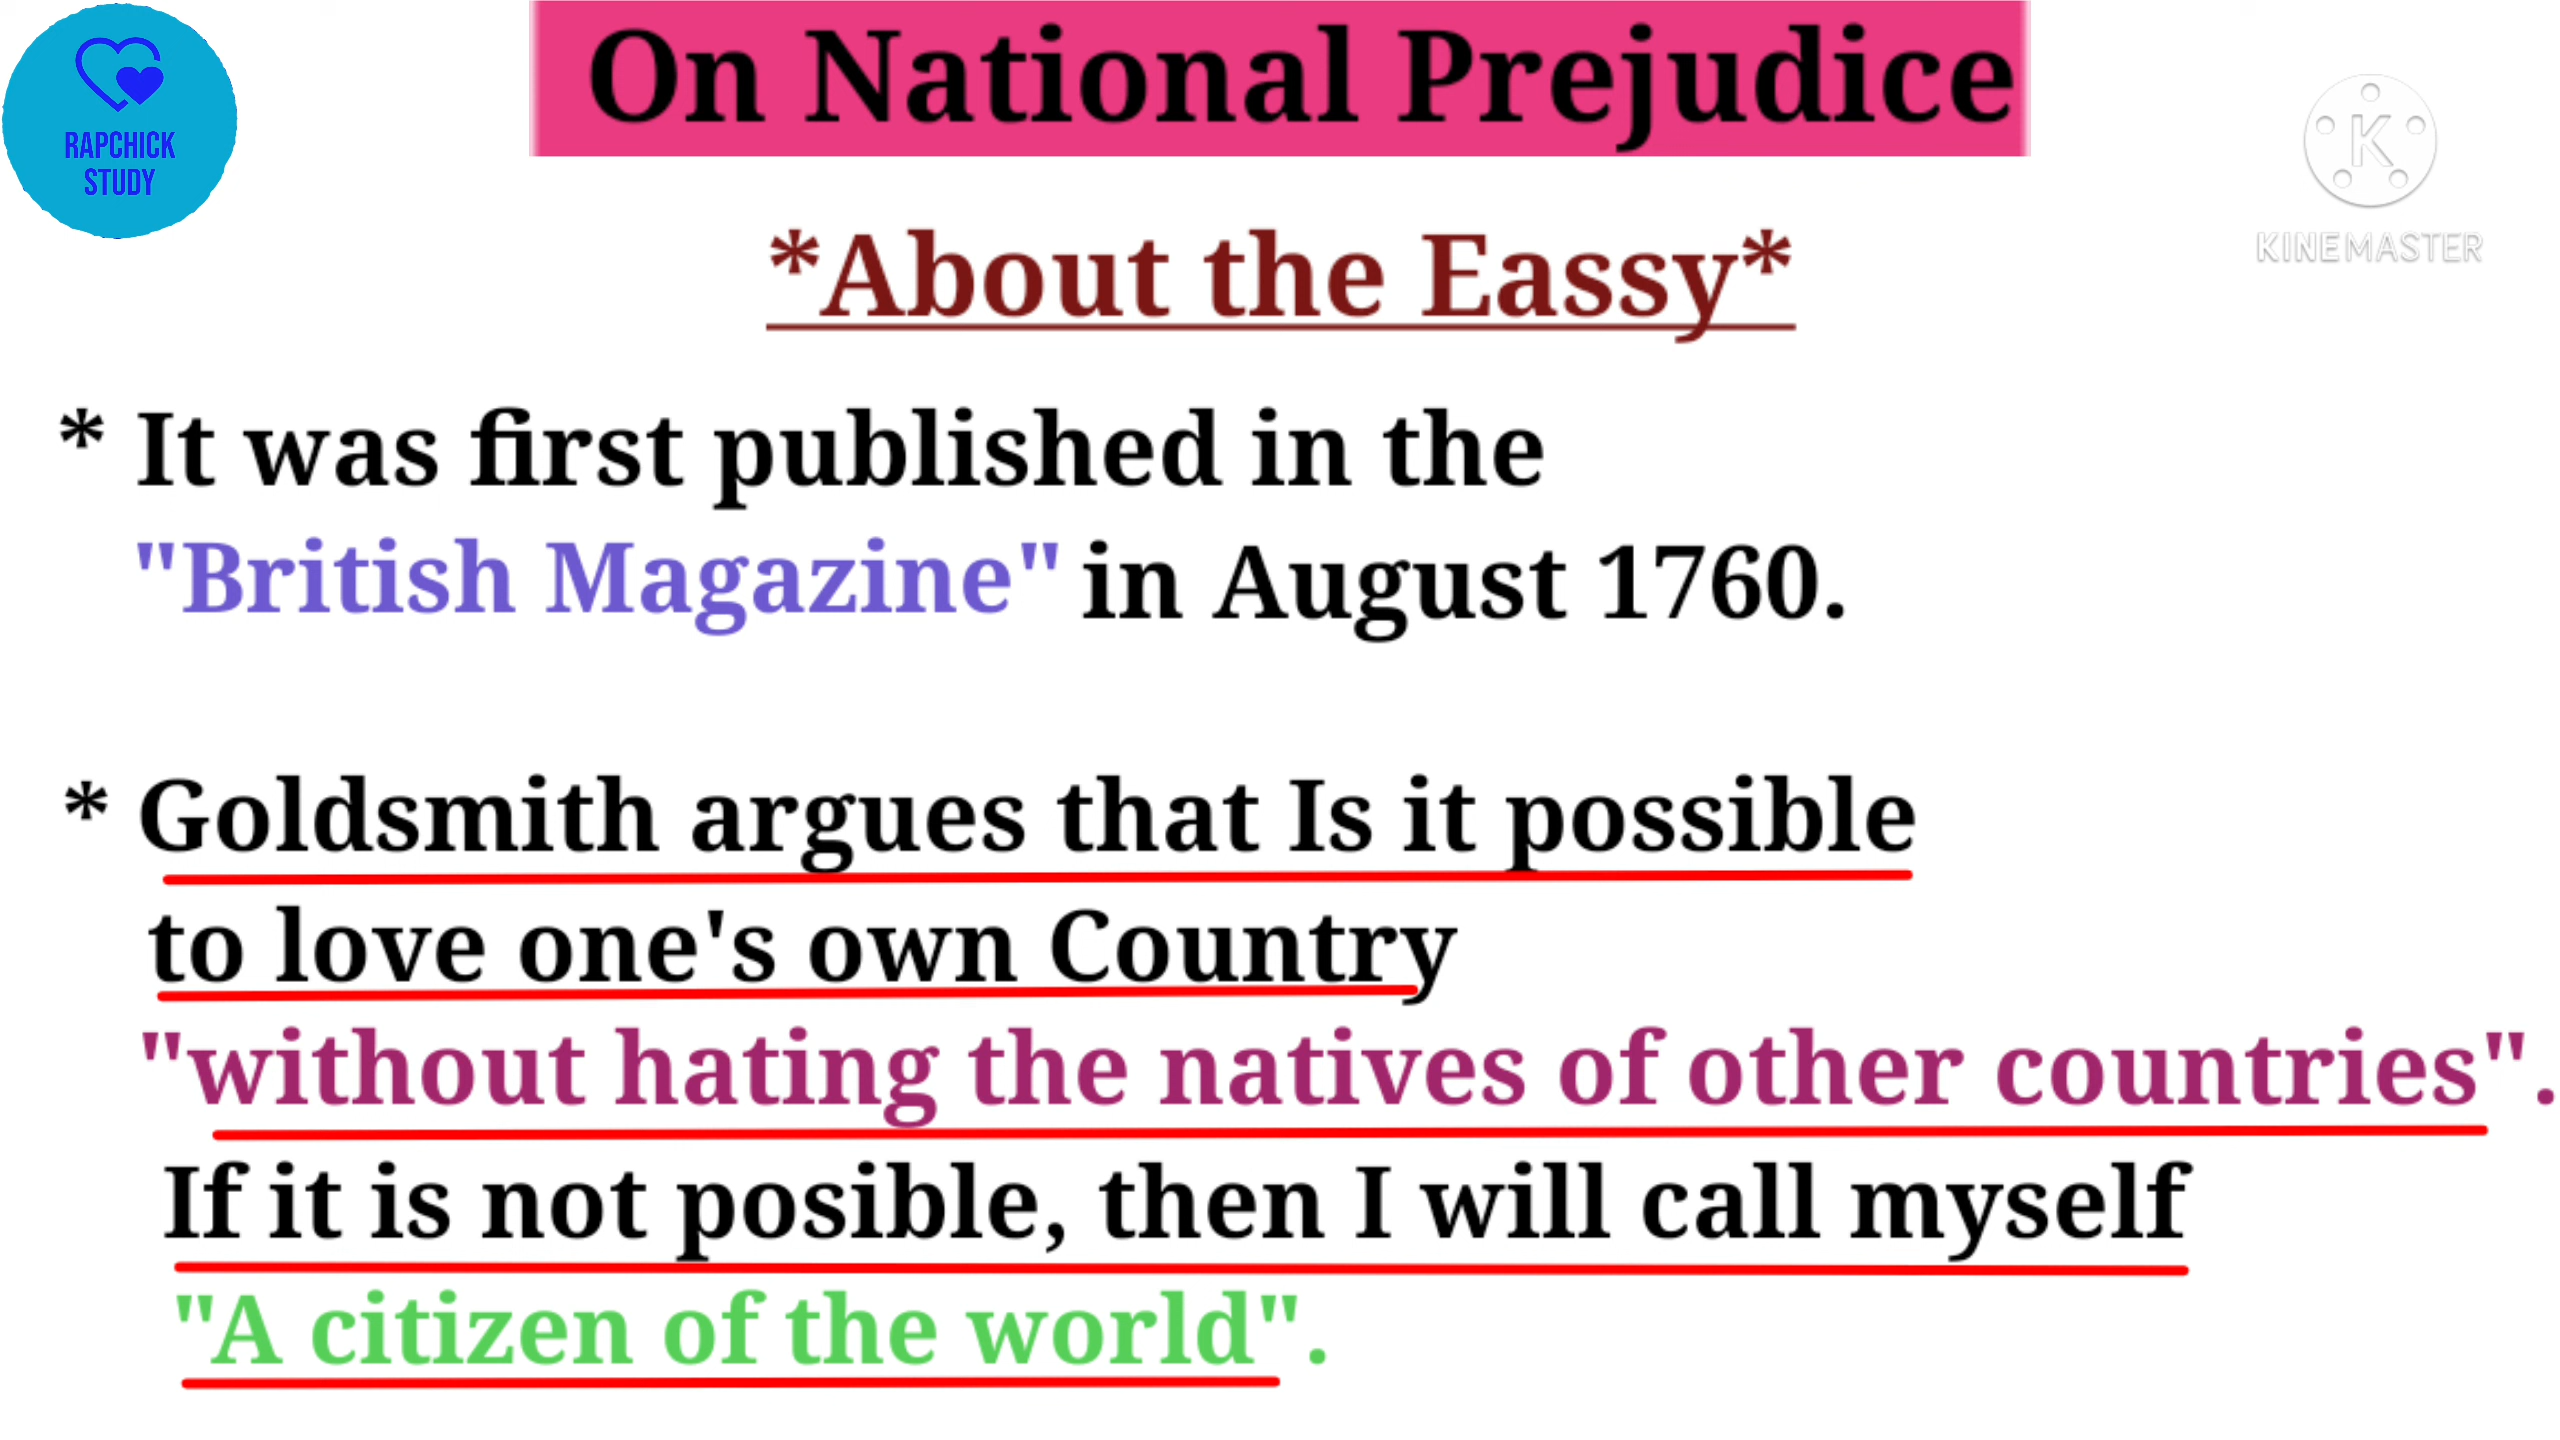 On National Prejudice
RAPCHICK
STUDY
KINEMASTER
*About the Eassy*
* It was first published in the
"British Magazine" in August 1760.
* Goldsmith argues that Is it possible
to love one's own Country
"without hating the natives of other countries".
If it is not posible, then I will call myself
"A citizen of the world".